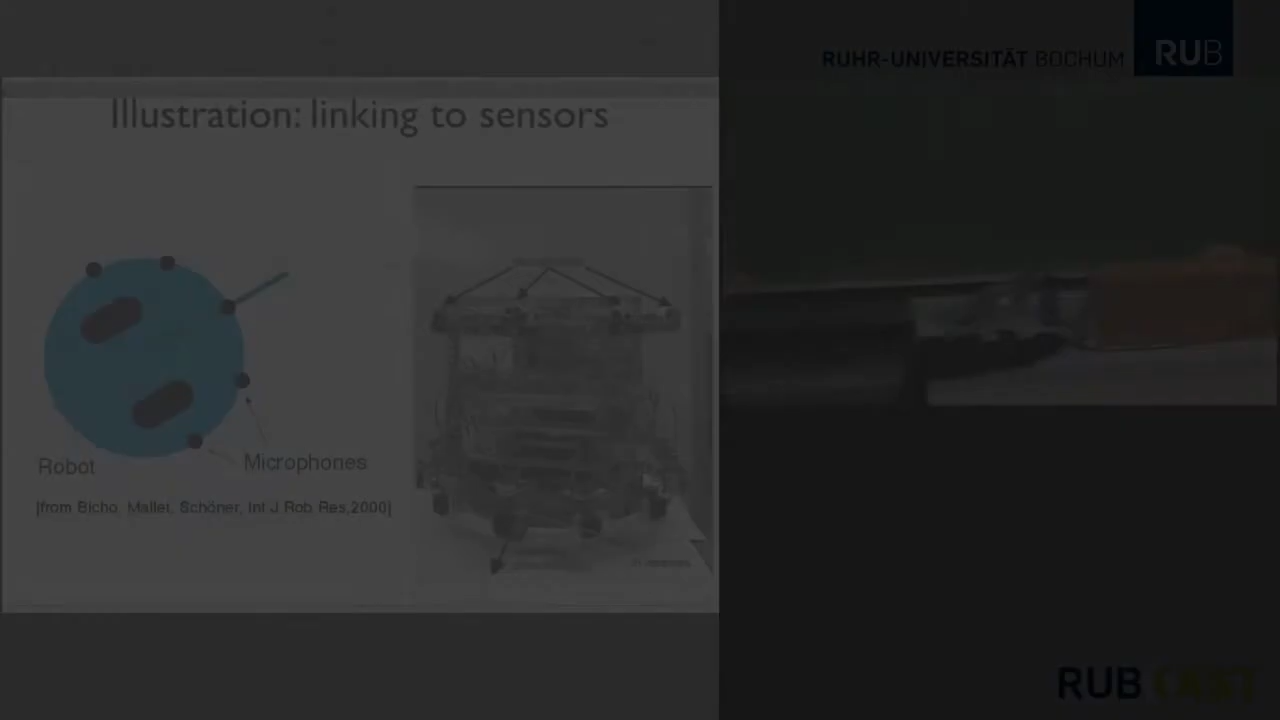 RUHR-UNIVERSITÄT BOCHUM RUB
Illustration: linking to sensors
Robot
Microphones
[from Bicho, Mallet, Schöner, Int J Rob Res,2000]
RUB CAST